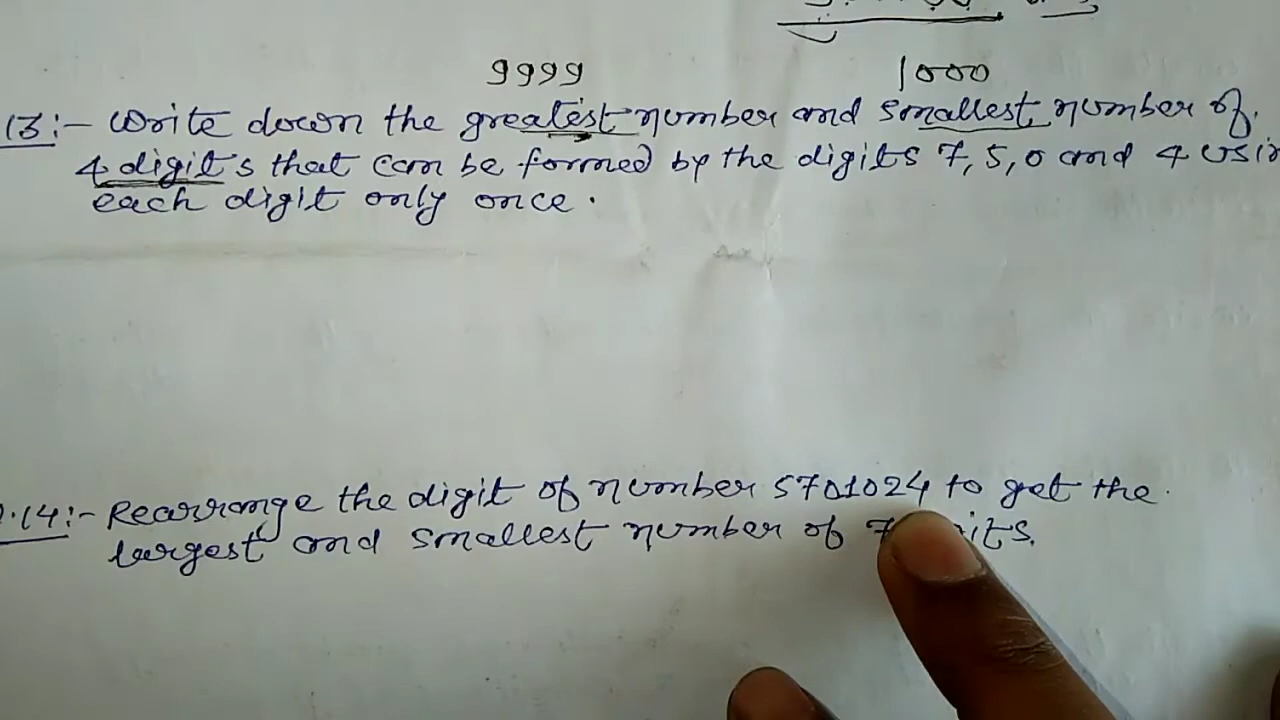 9999 1000
13:- Write down the greatest number and smallest number of
4 digits that can be formed by the digits 7, 5, 0 and 4
each digit only once.
.14:- Rearrange the digit of number 5701024 to get the
largest and smallest number of 7